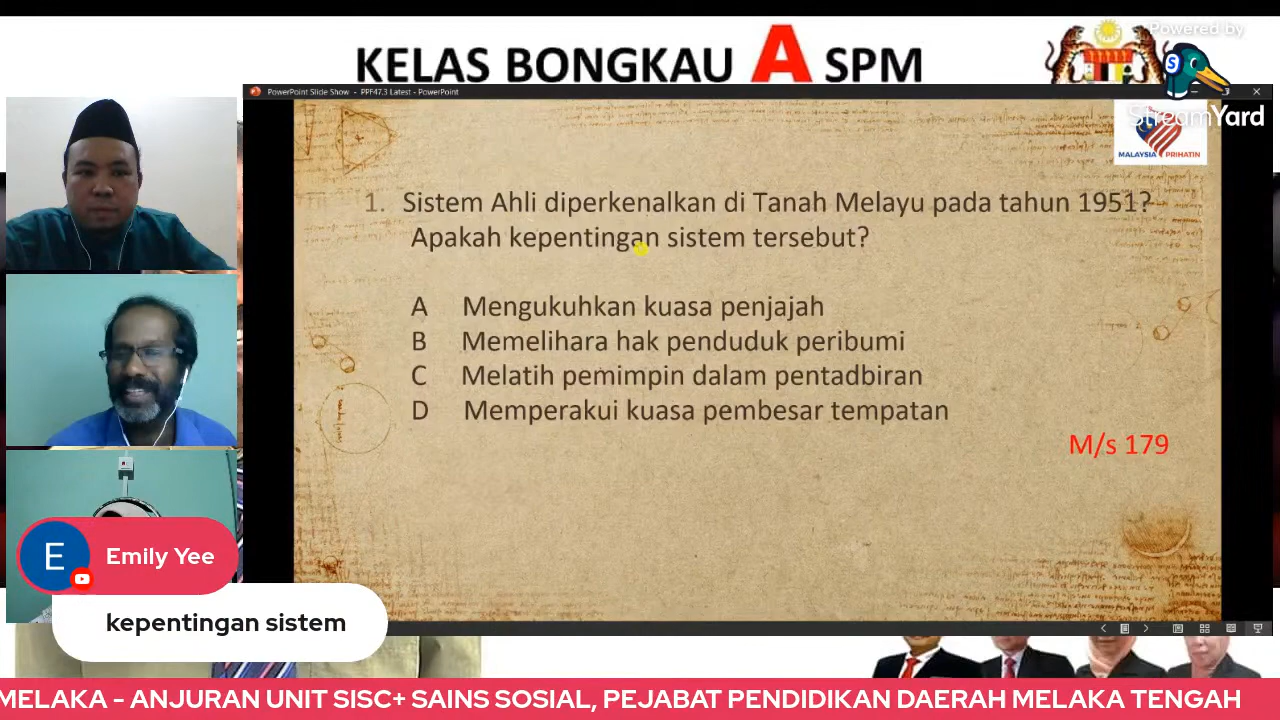 Powered by
StreamYard
KELAS BONGKAU A SPM
PowerPoint Slide Show - PPF47.3 Latest - PowerPoint
MALAYSIA PRIHATIN
1. Sistem Ahli diperkenalkan di Tanah Melayu pada tahun 1951?
Apakah kepentingan sistem tersebut?
A Mengukuhkan kuasa penjajah
B Memelihara hak penduduk peribumi
C Melatih pemimpin dalam pentadbiran
D Memperakui kuasa pembesar tempatan
M/s 179
E Emily Yee
kepentingan sistem
MELAKA - ANJURAN UNIT SISC+ SAINS SOSIAL, PEJABAT PENDIDIKAN DAERAH MELAKA TENGAH